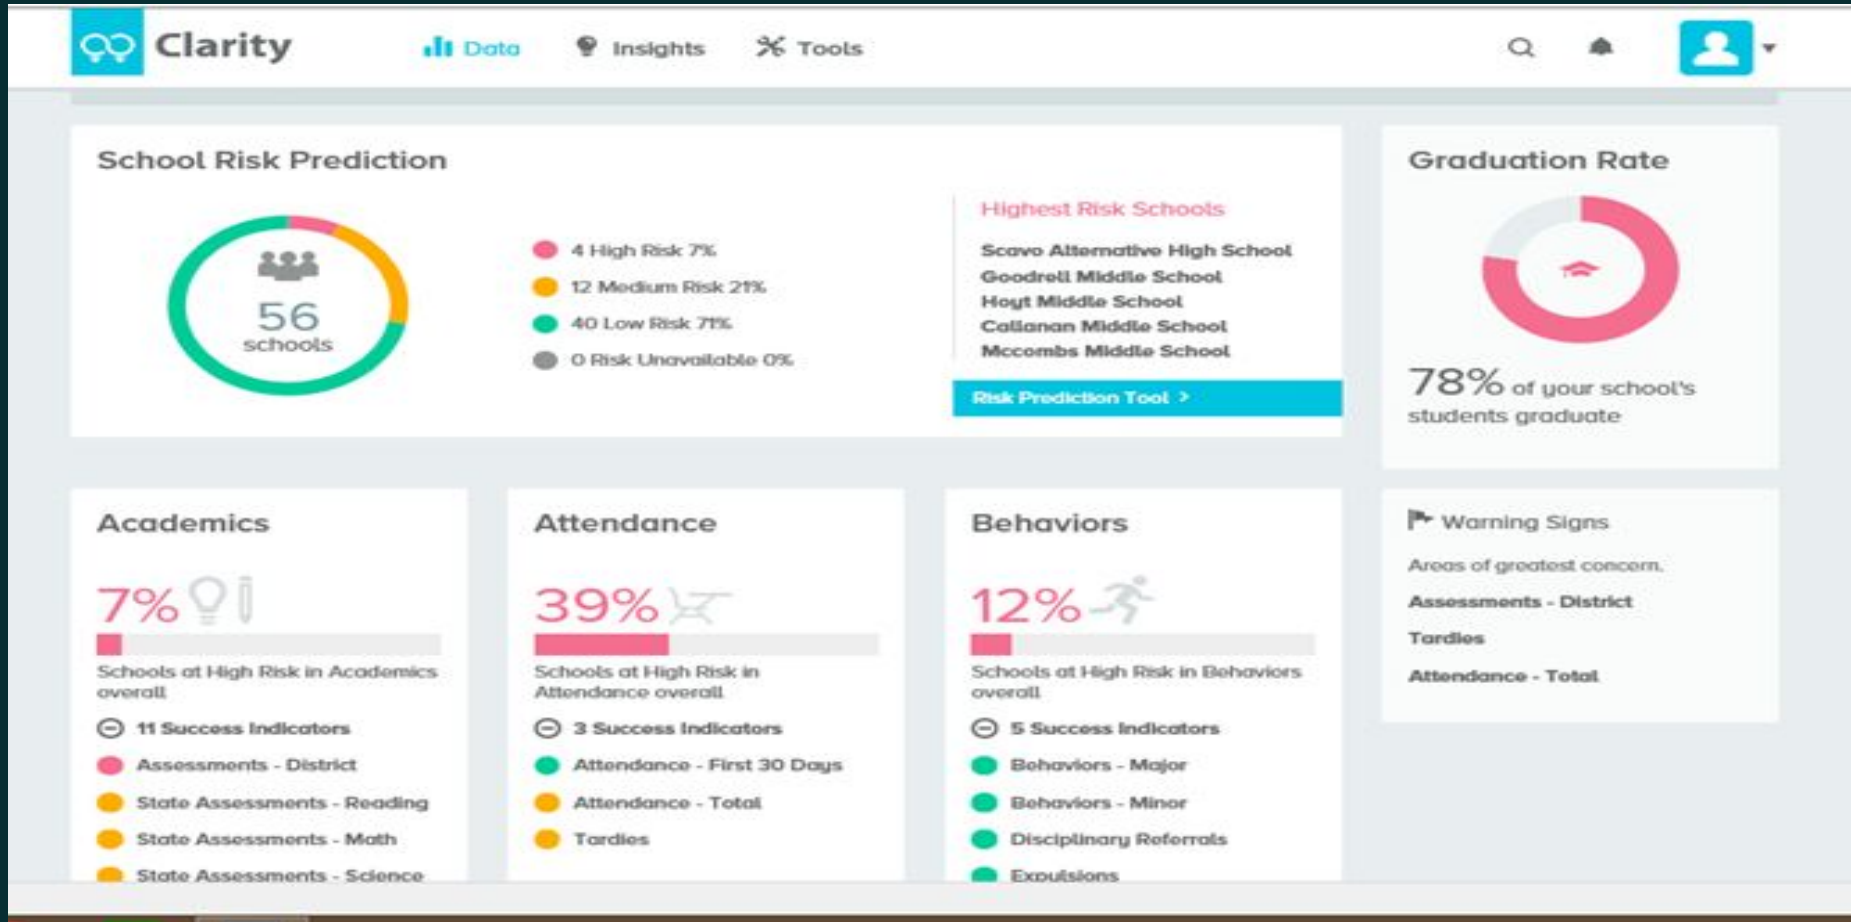 Clarity
Data
Insights
Tools
School Risk Prediction
56
schools
4 High Risk 7%
12 Medium Risk 21%
40 Low Risk 71%
0 Risk Unavailable 0%
Highest Risk Schools
Scavo Alternative High School
Goodrell Middle School
Hoyt Middle School
Callanan Middle School
Mccombs Middle School
Risk Prediction Tool >
Graduation Rate
78% of your school's
students graduate
Academics
7%
Schools at High Risk in Academics
overall
11 Success Indicators
Assessments - District
State Assessments - Reading
State Assessments - Math
State Assessments - Science
Attendance
39%
Schools at High Risk in
Attendance overall
3 Success Indicators
Attendance - First 30 Days
Attendance - Total
Tardies
Behaviors
12%
Schools at High Risk in Behaviors
overall
5 Success Indicators
Behaviors - Major
Behaviors - Minor
Disciplinary Referrals
Expulsions
Warning Signs
Areas of greatest concern.
Assessments - District
Tardies
Attendance - Total